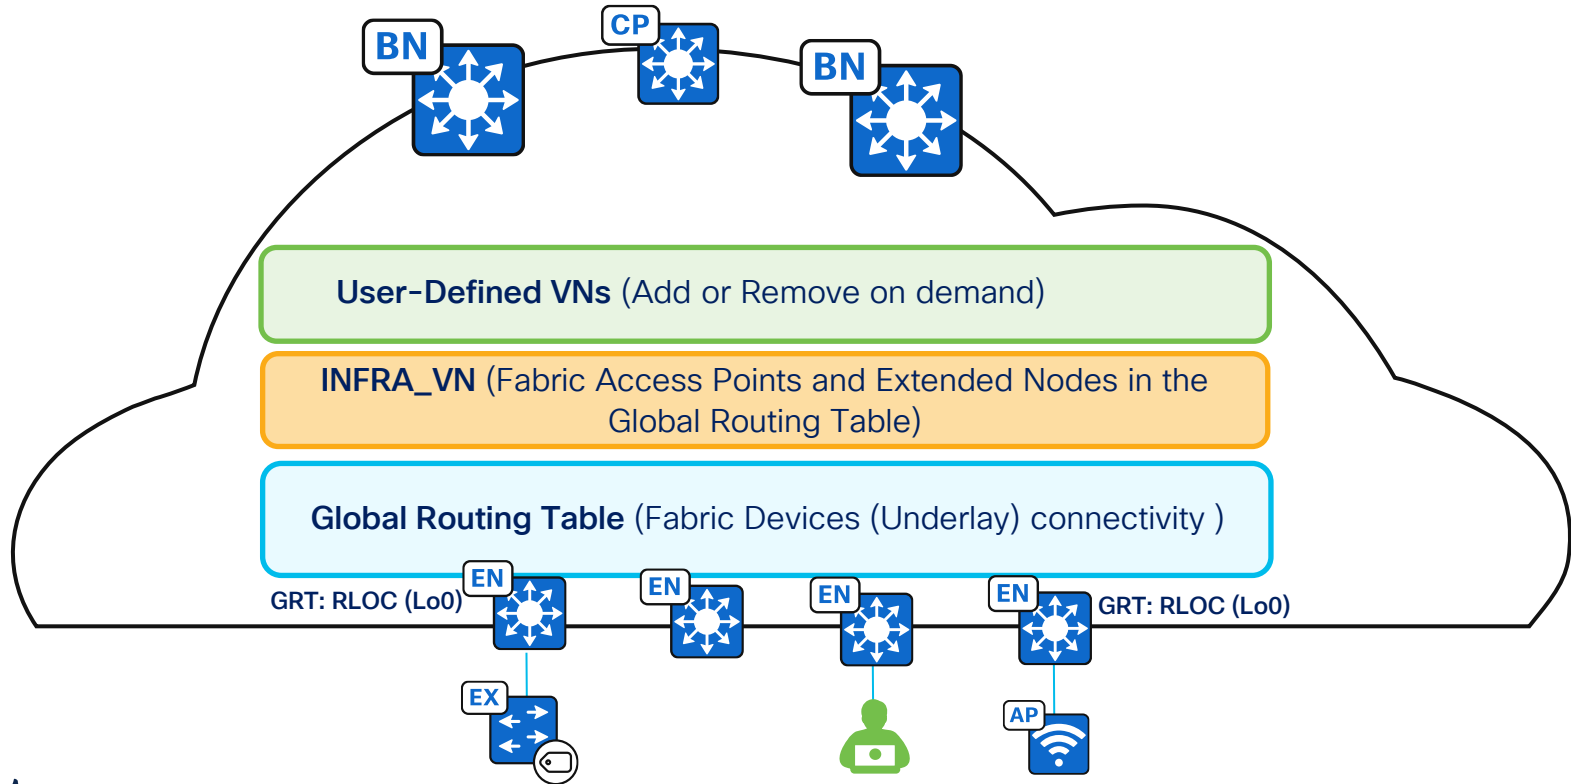 CP
BN
BN
User-Defined VNs (Add or Remove on demand)
INFRA_VN (Fabric Access Points and Extended Nodes in the
Global Routing Table)
Global Routing Table (Fabric Devices (Underlay) connectivity )
EN
EN
EN
EN
GRT: RLOC (Lo0)
GRT: RLOC (Lo0)
EX
AP